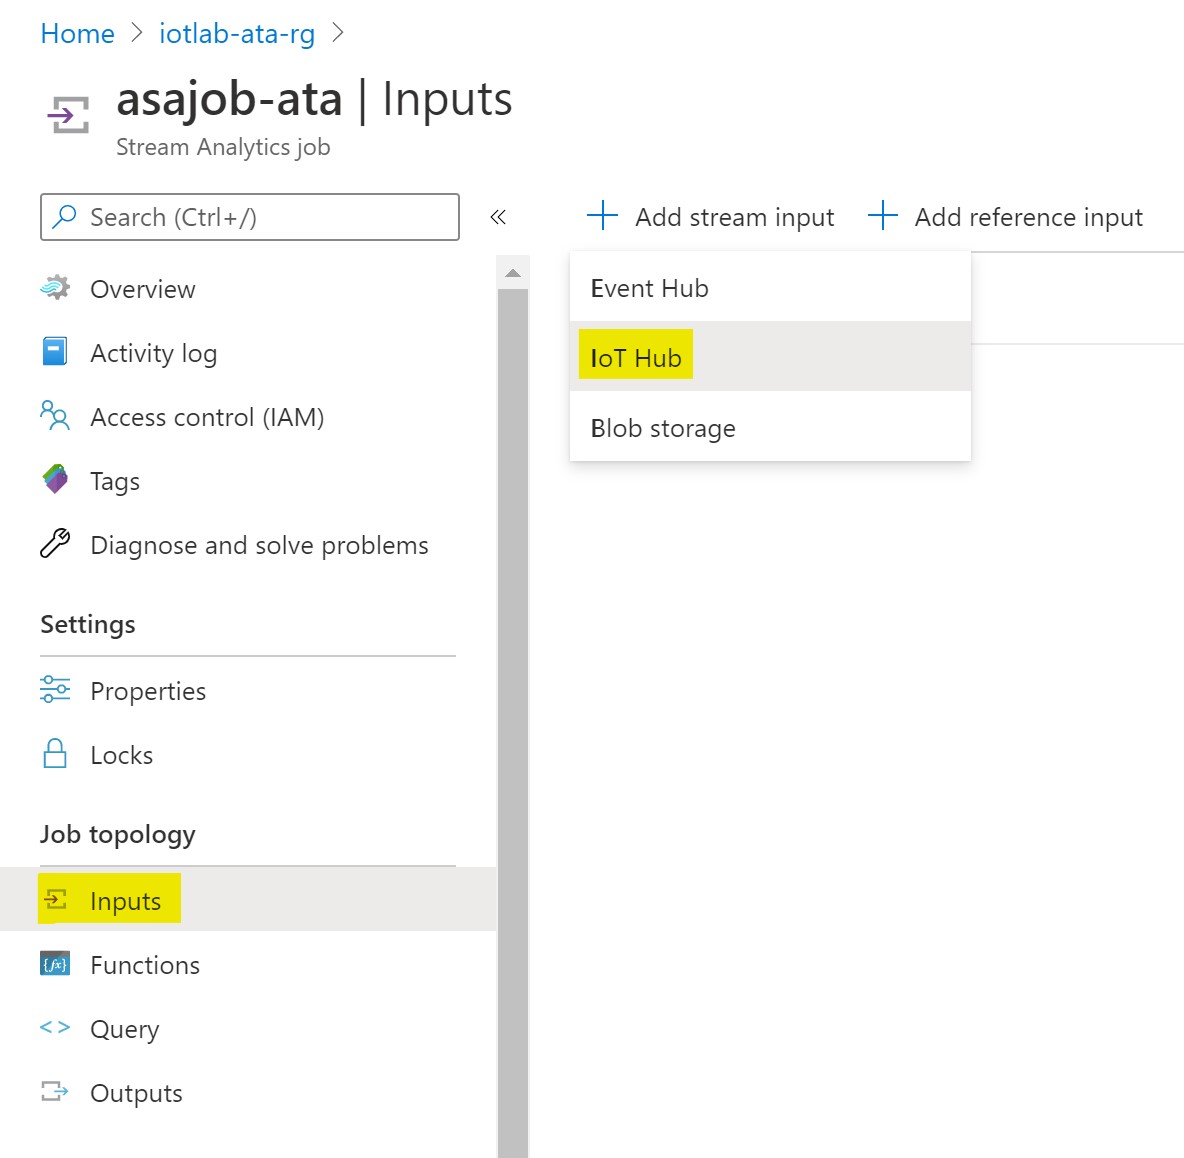 Home > iotlab-ata-rg >
asajob-ata | Inputs
Stream Analytics job
Search (Ctrl+/)
«
+ Add stream input + Add reference input
Event Hub
IoT Hub
Blob storage
Overview
Activity log
Access control (IAM)
Tags
Diagnose and solve problems
Settings
Properties
Locks
Job topology
Inputs
{fx} Functions
<> Query
Outputs